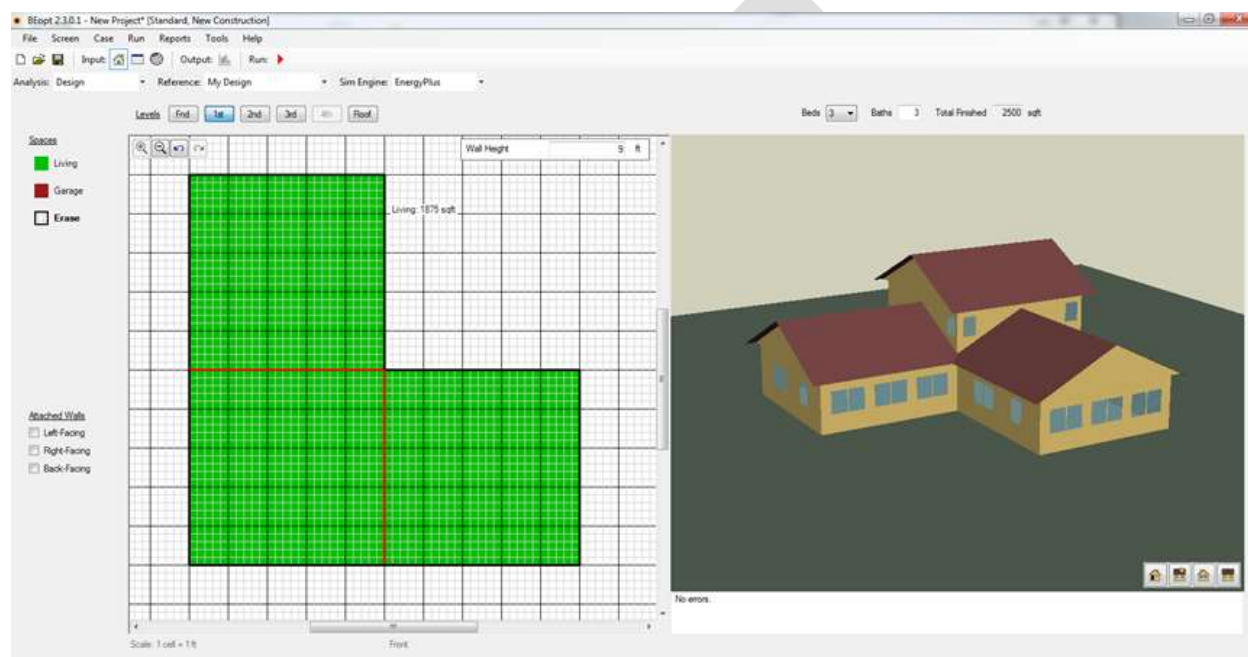 BEopt 2.3.0.1 - New Project* [Standard, New Construction]
File Screen Case Run Reports Tools Help
Input: Output: Run:
Analysis: Design Reference: My Design Sim Engine: EnergyPlus
Levels Fnd 1st 2nd 3rd 4th Roof Beds 3 Baths 3 Total Finished 2500 sqft
Spaces
Wall Height 9 ft
Living
Garage
Erase
Living: 1875 sqft
Attached Walls
Left-Facing
Right-Facing
Back-Facing
No errors.
Scale: 1 cell = 1 ft Front